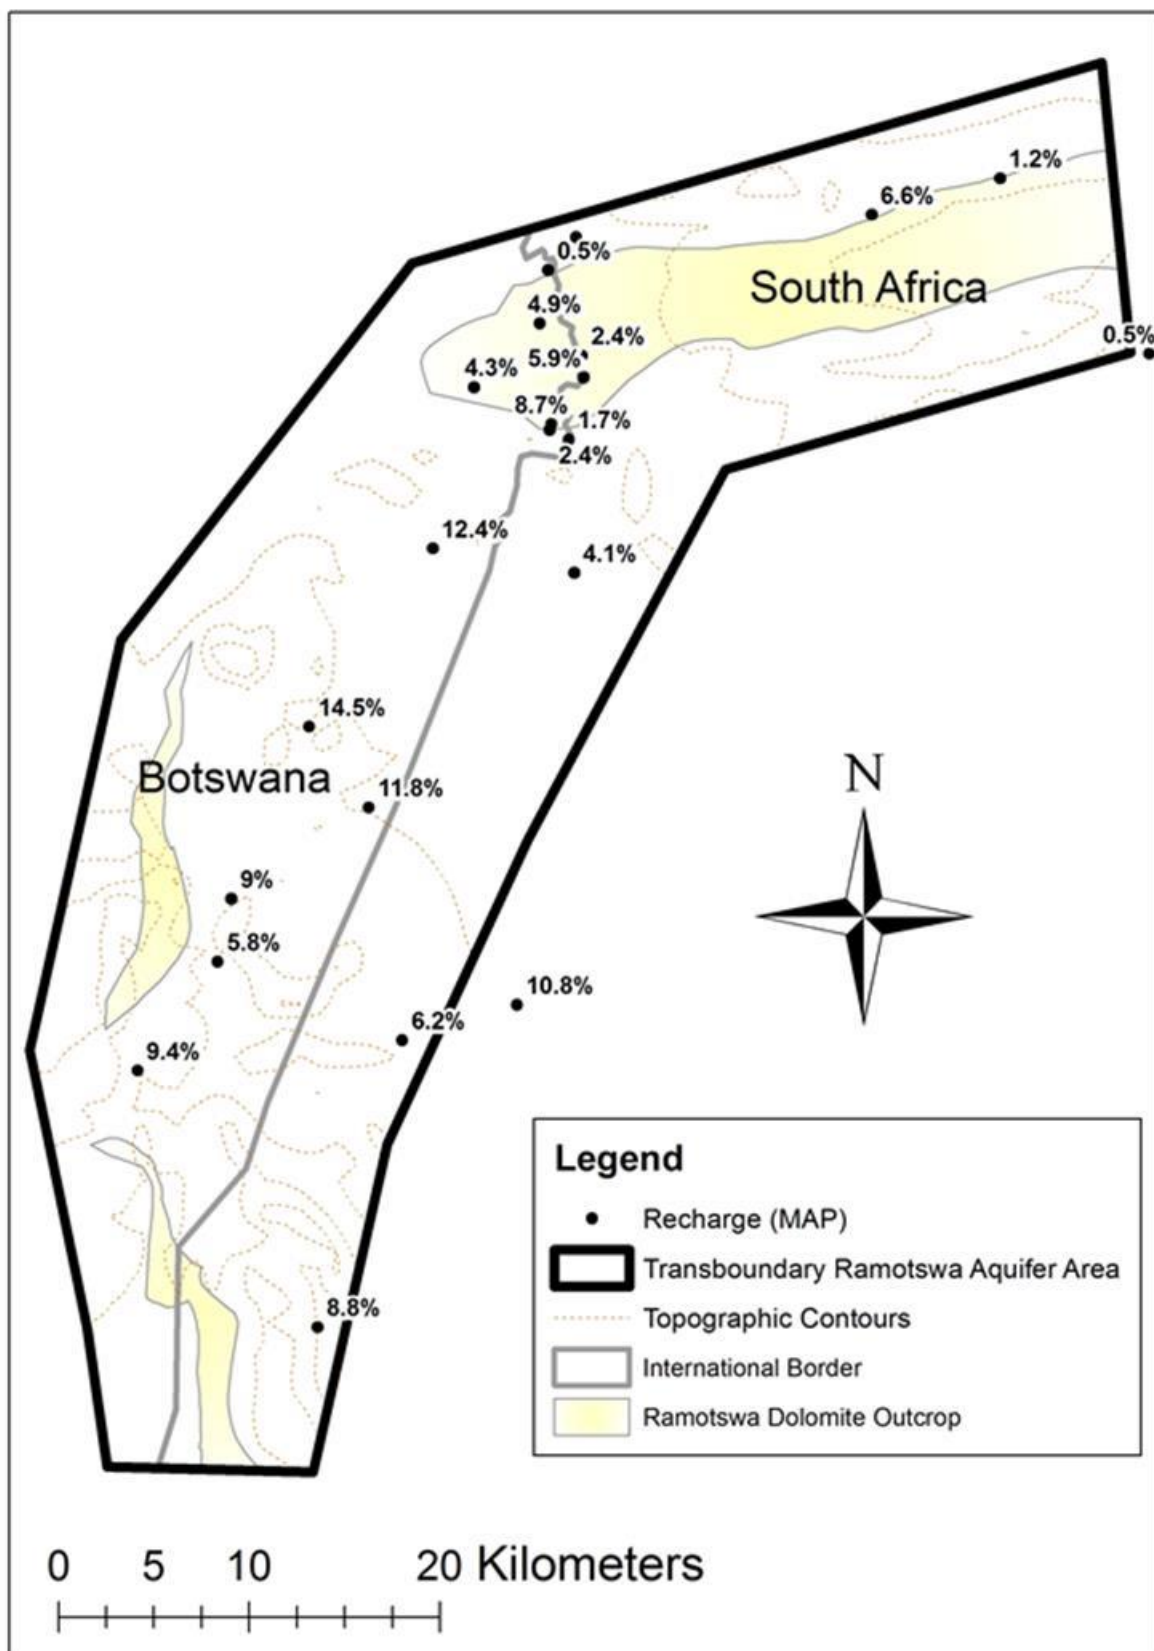 1.2%
6.6%
0.5%
South Africa
4.9%
2.4%
0.5%
5.9%
4.3%
8.7%
1.7%
2.4%
12.4%
4.1%
14.5%
Botswana
11.8%
N
9%
5.8%
10.8%
6.2%
9.4%
Legend
Recharge (MAP)
Transboundary Ramotswa Aquifer Area
8.8%
Topographic Contours
International Border
Ramotswa Dolomite Outcrop
0 5 10 20 Kilometers